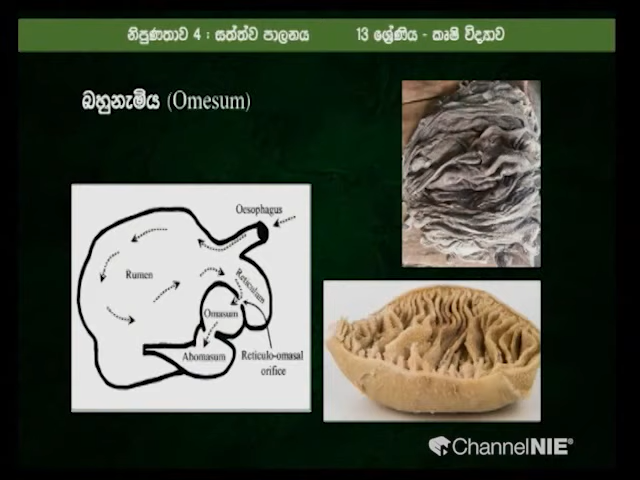 නිපුණතාව 4 : සත්ත්ව පාලනය 13 ශ්‍රේණිය - කෘෂි විද්‍යාව
බහුනැමිය (Omesum)
Oesophagus
Rumen
Reticulum
Omasum
Abomasum
Reticulo-omasal
orifice
ChannelNIE®